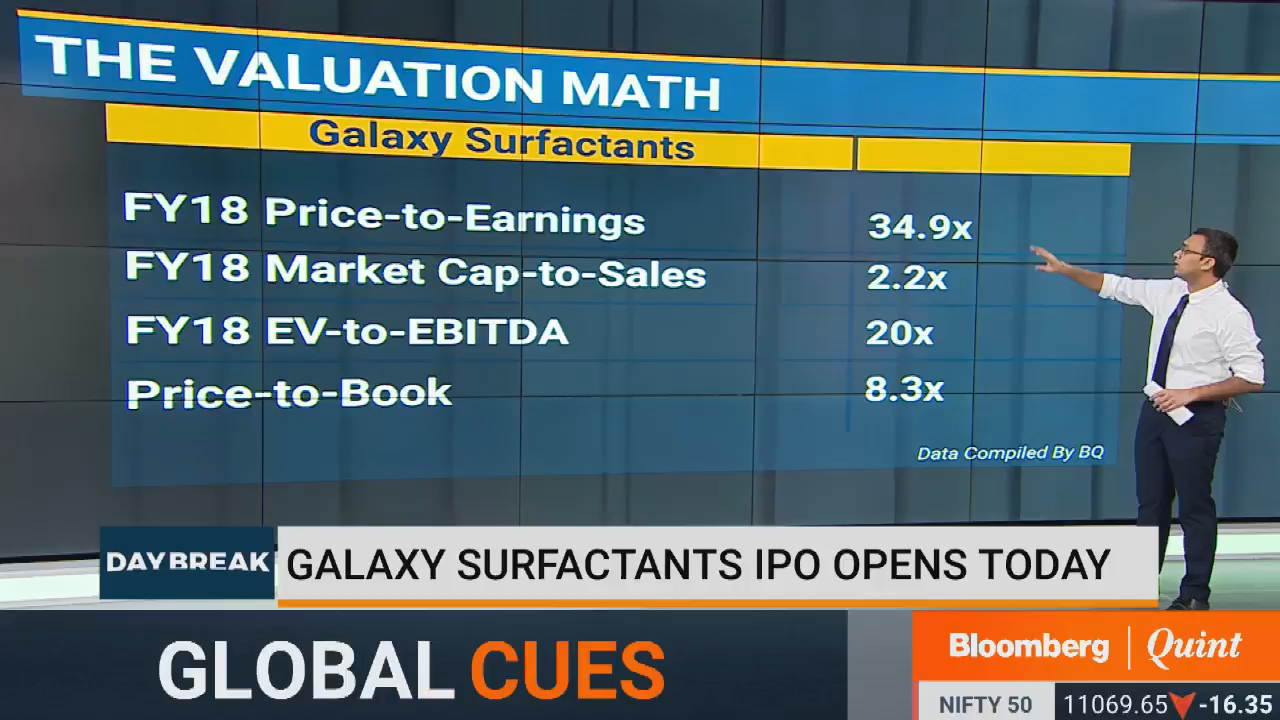 THE VALUATION MATH
Galaxy Surfactants
FY18 Price-to-Earnings 34.9x
FY18 Market Cap-to-Sales 2.2x
FY18 EV-to-EBITDA 20x
Price-to-Book 8.3x
Data Compiled By BQ
DAYBREAK GALAXY SURFACTANTS IPO OPENS TODAY
GLOBAL CUES
Bloomberg | Quint
NIFTY 50 11069.65 -16.35